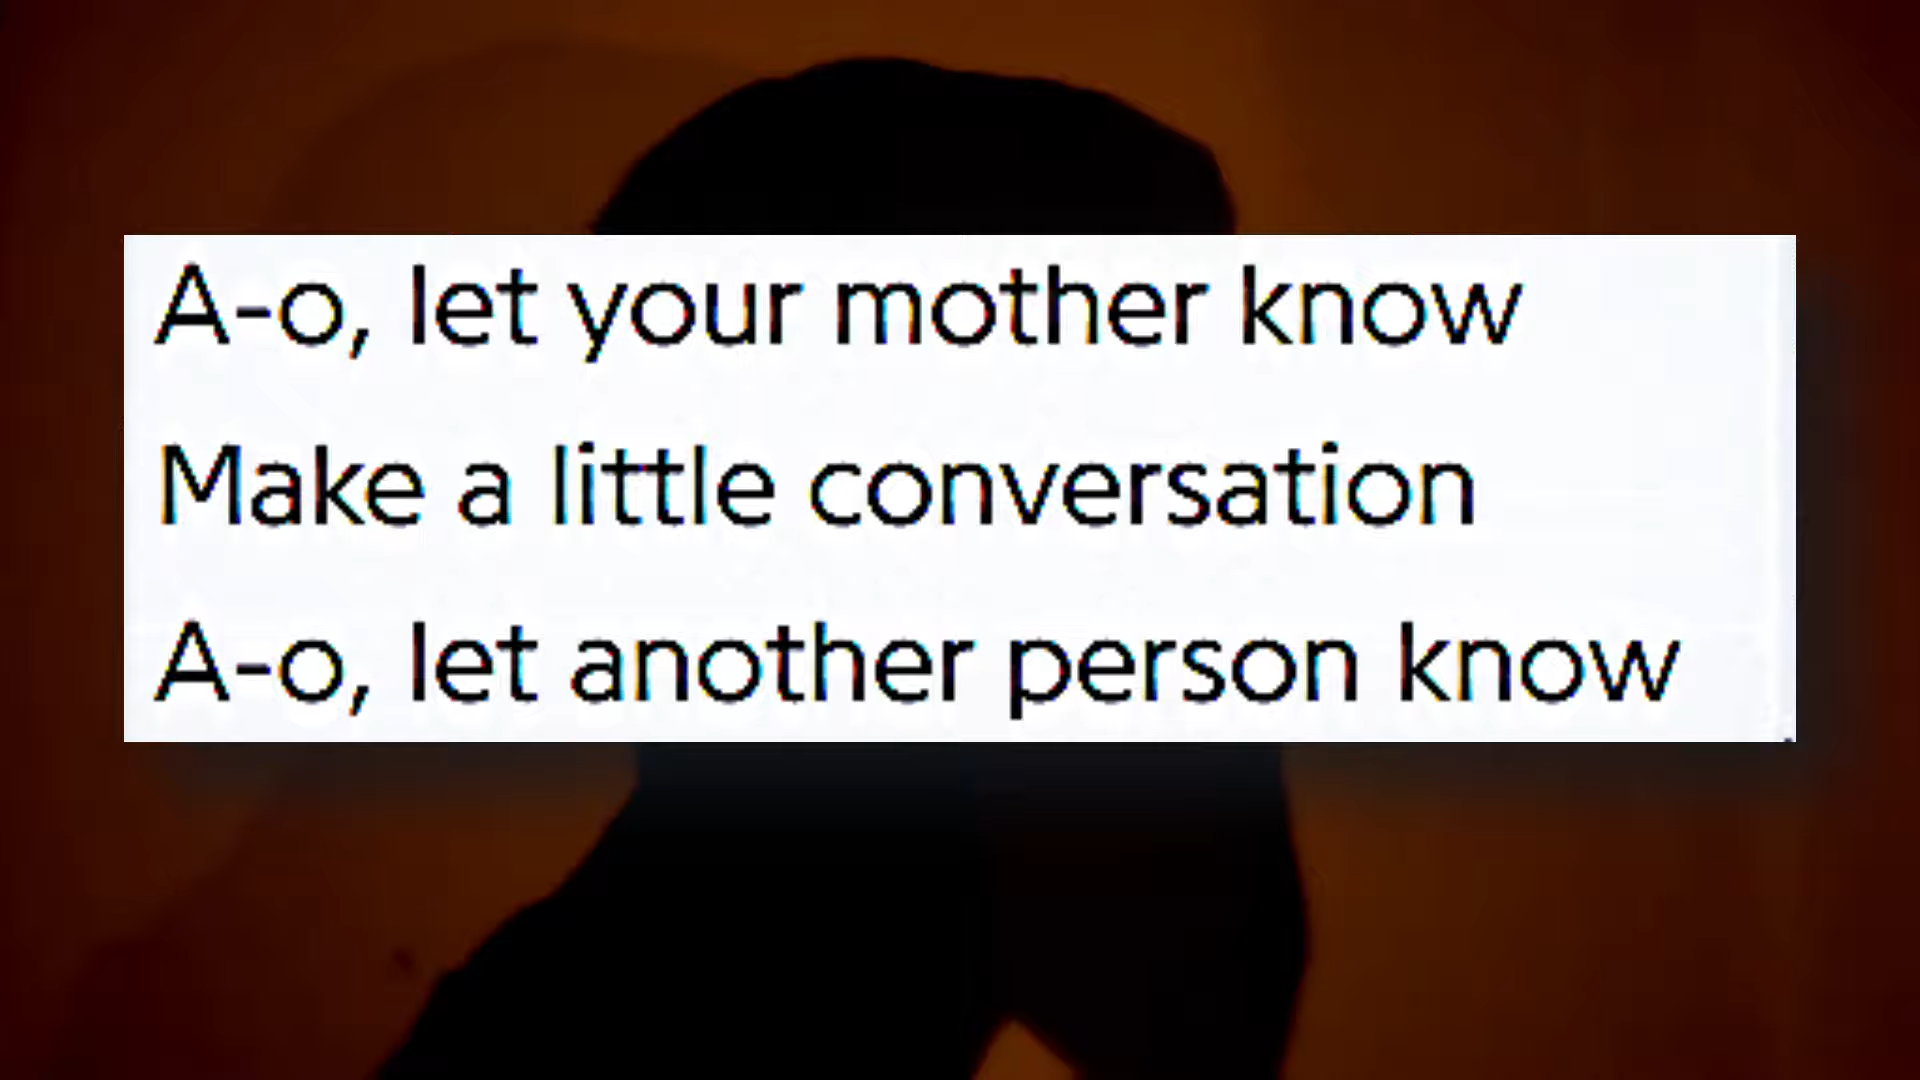 A-o, let your mother know
Make a little conversation
A-o, let another person know